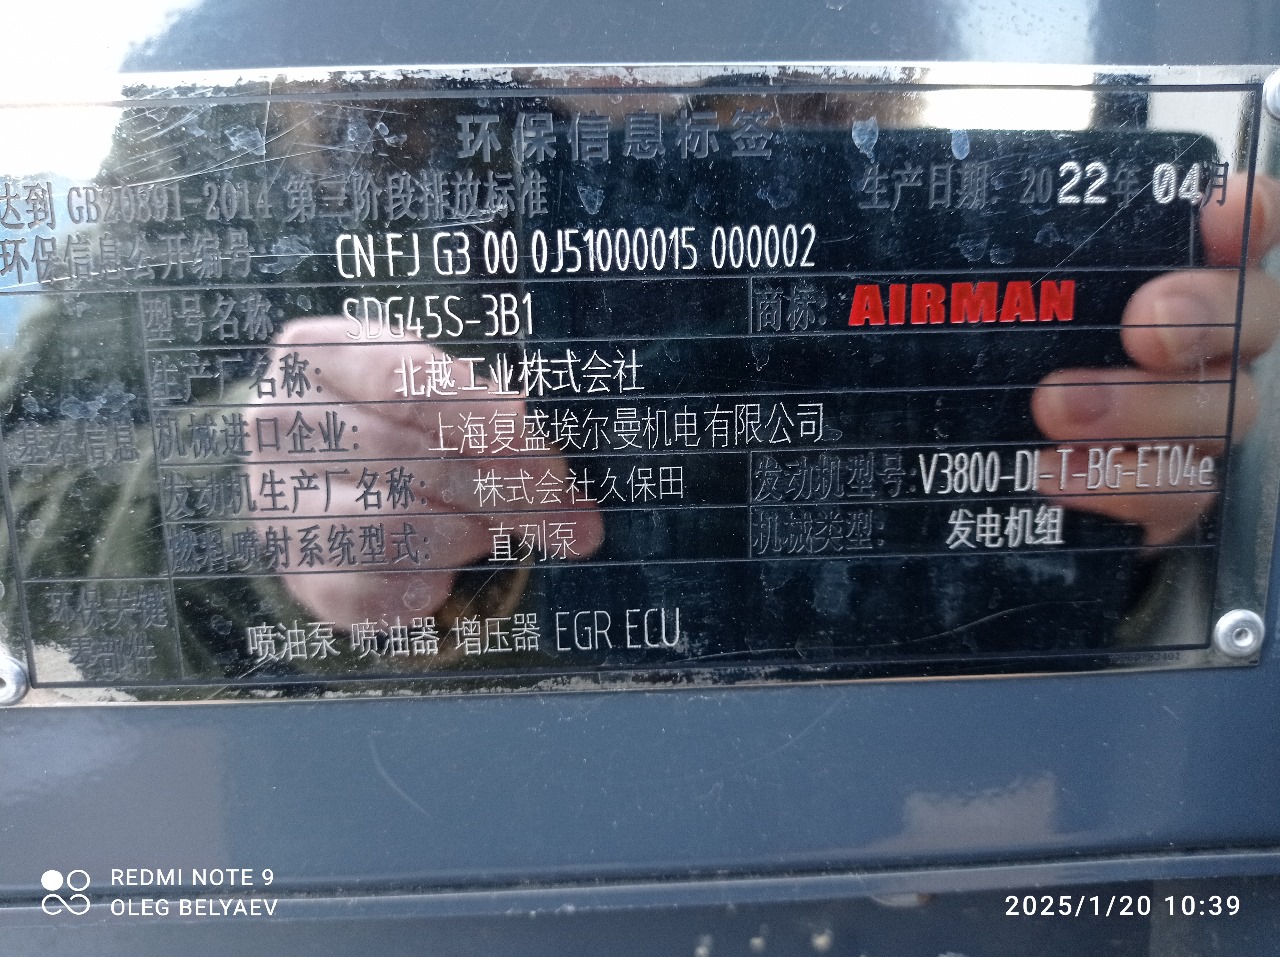 环保信息标签
达到 GB20891-2014 第三阶段排放标准 生产日期: 2022年 04月
环保信息公开编号 CN FJ G3 00 0J51000015 000002
型号名称: SDG45S-3B1 商标: AIRMAN
生产厂名称: 北越工业株式会社
基本信息 机械进口企业: 上海复盛埃尔曼机电有限公司
发动机生产厂名称: 株式会社久保田 发动机型号: V3800-DI-T-BG-ET04e
燃料喷射系统型式: 直列泵 机械类型: 发电机组
环保关键
零部件
喷油泵 喷油器 增压器 EGR ECU
REDMI NOTE 9
OLEG BELYAEV
2025/1/20 10:39